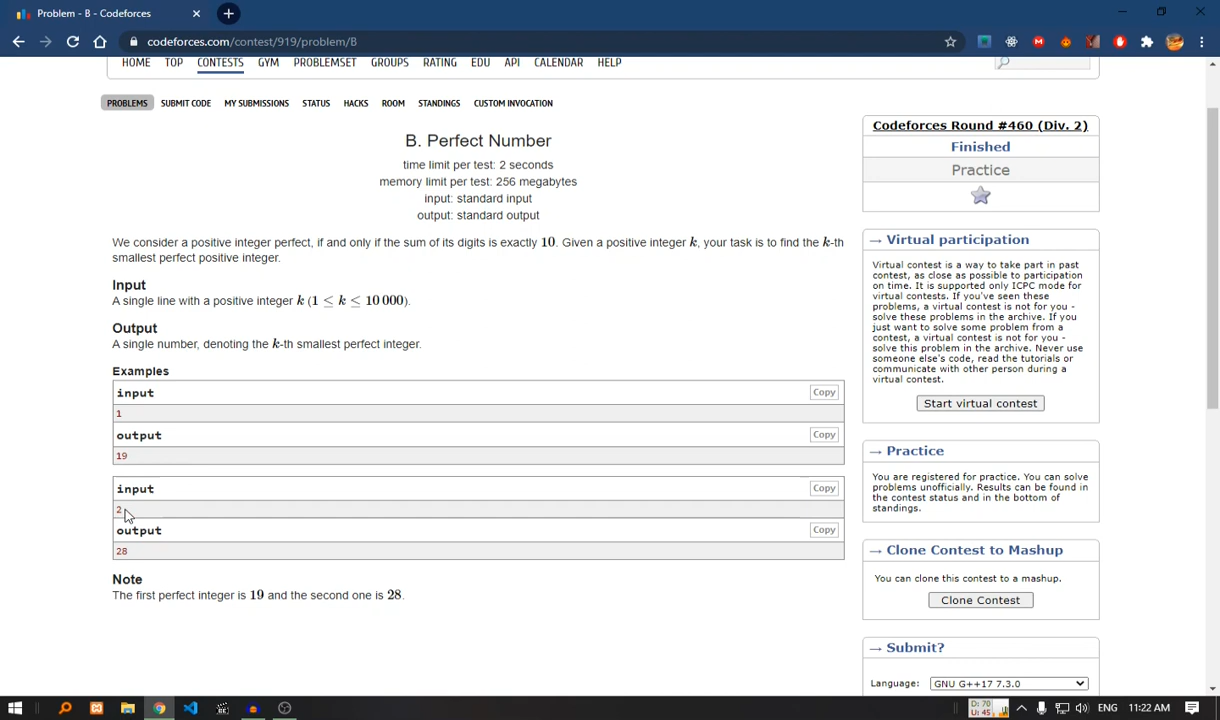 Problem - B - Codeforces
codeforces.com/contest/919/problem/B
HOME TOP CONTESTS GYM PROBLEMSET GROUPS RATING EDU API CALENDAR HELP
PROBLEMS SUBMIT CODE MY SUBMISSIONS STATUS HACKS ROOM STANDINGS CUSTOM INVOCATION
B. Perfect Number
time limit per test: 2 seconds
memory limit per test: 256 megabytes
input: standard input
output: standard output
We consider a positive integer perfect, if and only if the sum of its digits is exactly 10. Given a positive integer k, your task is to find the k-th
smallest perfect positive integer.
Input
A single line with a positive integer k (1 ≤ k ≤ 10 000).
Output
A single number, denoting the k-th smallest perfect integer.
Examples
input Copy
1
output Copy
19
input Copy
2
output Copy
28
Note
The first perfect integer is 19 and the second one is 28.
Codeforces Round #460 (Div. 2)
Finished
Practice
→ Virtual participation
Virtual contest is a way to take part in past
contest, as close as possible to participation
on time. It is supported only ICPC mode for
virtual contests. If you've seen these
problems, a virtual contest is not for you -
solve these problems in the archive. If you
just want to solve some problem from a
contest, a virtual contest is not for you -
solve this problem in the archive. Never use
someone else's code, read the tutorials or
communicate with other person during a
virtual contest.
Start virtual contest
→ Practice
You are registered for practice. You can solve
problems unofficially. Results can be found in
the contest status and in the bottom of
standings.
→ Clone Contest to Mashup
You can clone this contest to a mashup.
Clone Contest
→ Submit?
Language: GNU G++17 7.3.0
D: 70
U: 45
ENG
11:22 AM